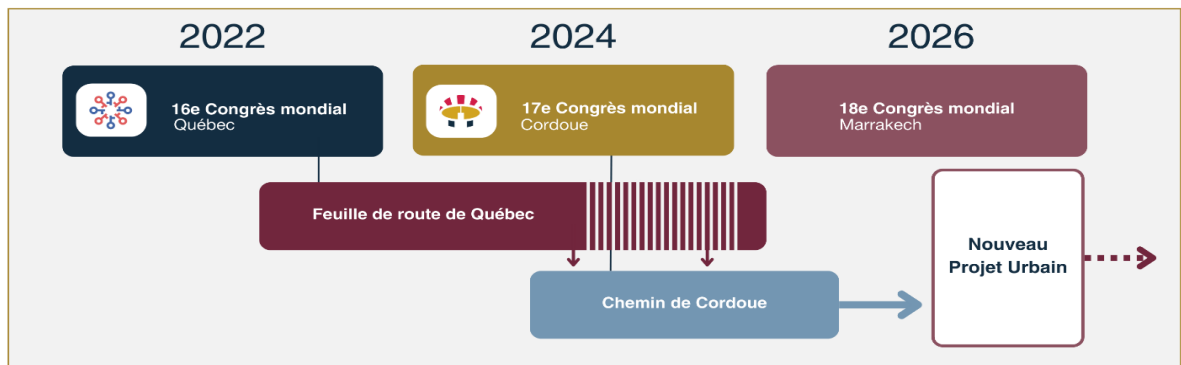 2022
2024
2026
16e Congrès mondial
Québec
17e Congrès mondial
Cordoue
18e Congrès mondial
Marrakech
Feuille de route de Québec
Chemin de Cordoue
Nouveau
Projet Urbain